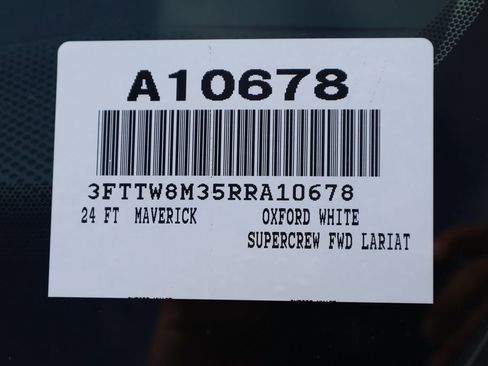 A10678
3FTTW8M35RRA10678
24 FT MAVERICK OXFORD WHITE
SUPERCREW FWD LARIAT